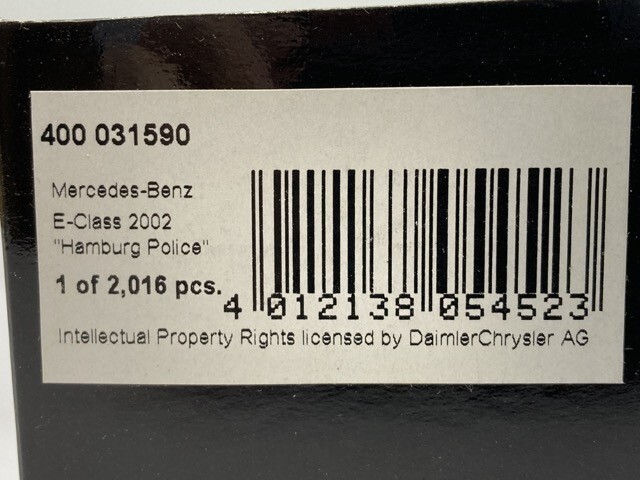 400 031590
Mercedes-Benz
E-Class 2002
"Hamburg Police"
1 of 2,016 pcs.
4 012138 054523
Intellectual Property Rights licensed by DaimlerChrysler AG